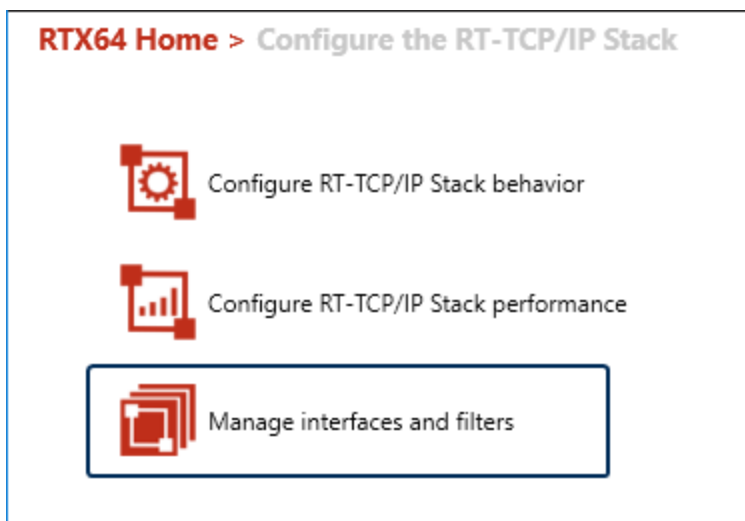 RTX64 Home > Configure the RT-TCP/IP Stack
Configure RT-TCP/IP Stack behavior
Configure RT-TCP/IP Stack performance
Manage interfaces and filters